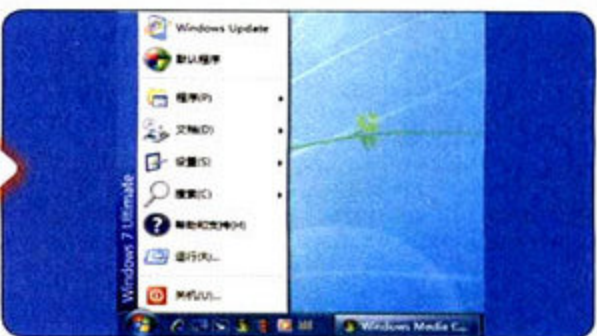 Windows Update
默认程序
程序(P)
文档(D)
设置(S)
搜索(C)
帮助和支持(H)
运行(R)...
关机(U)...
Windows 7 Ultimate
Windows Media C...